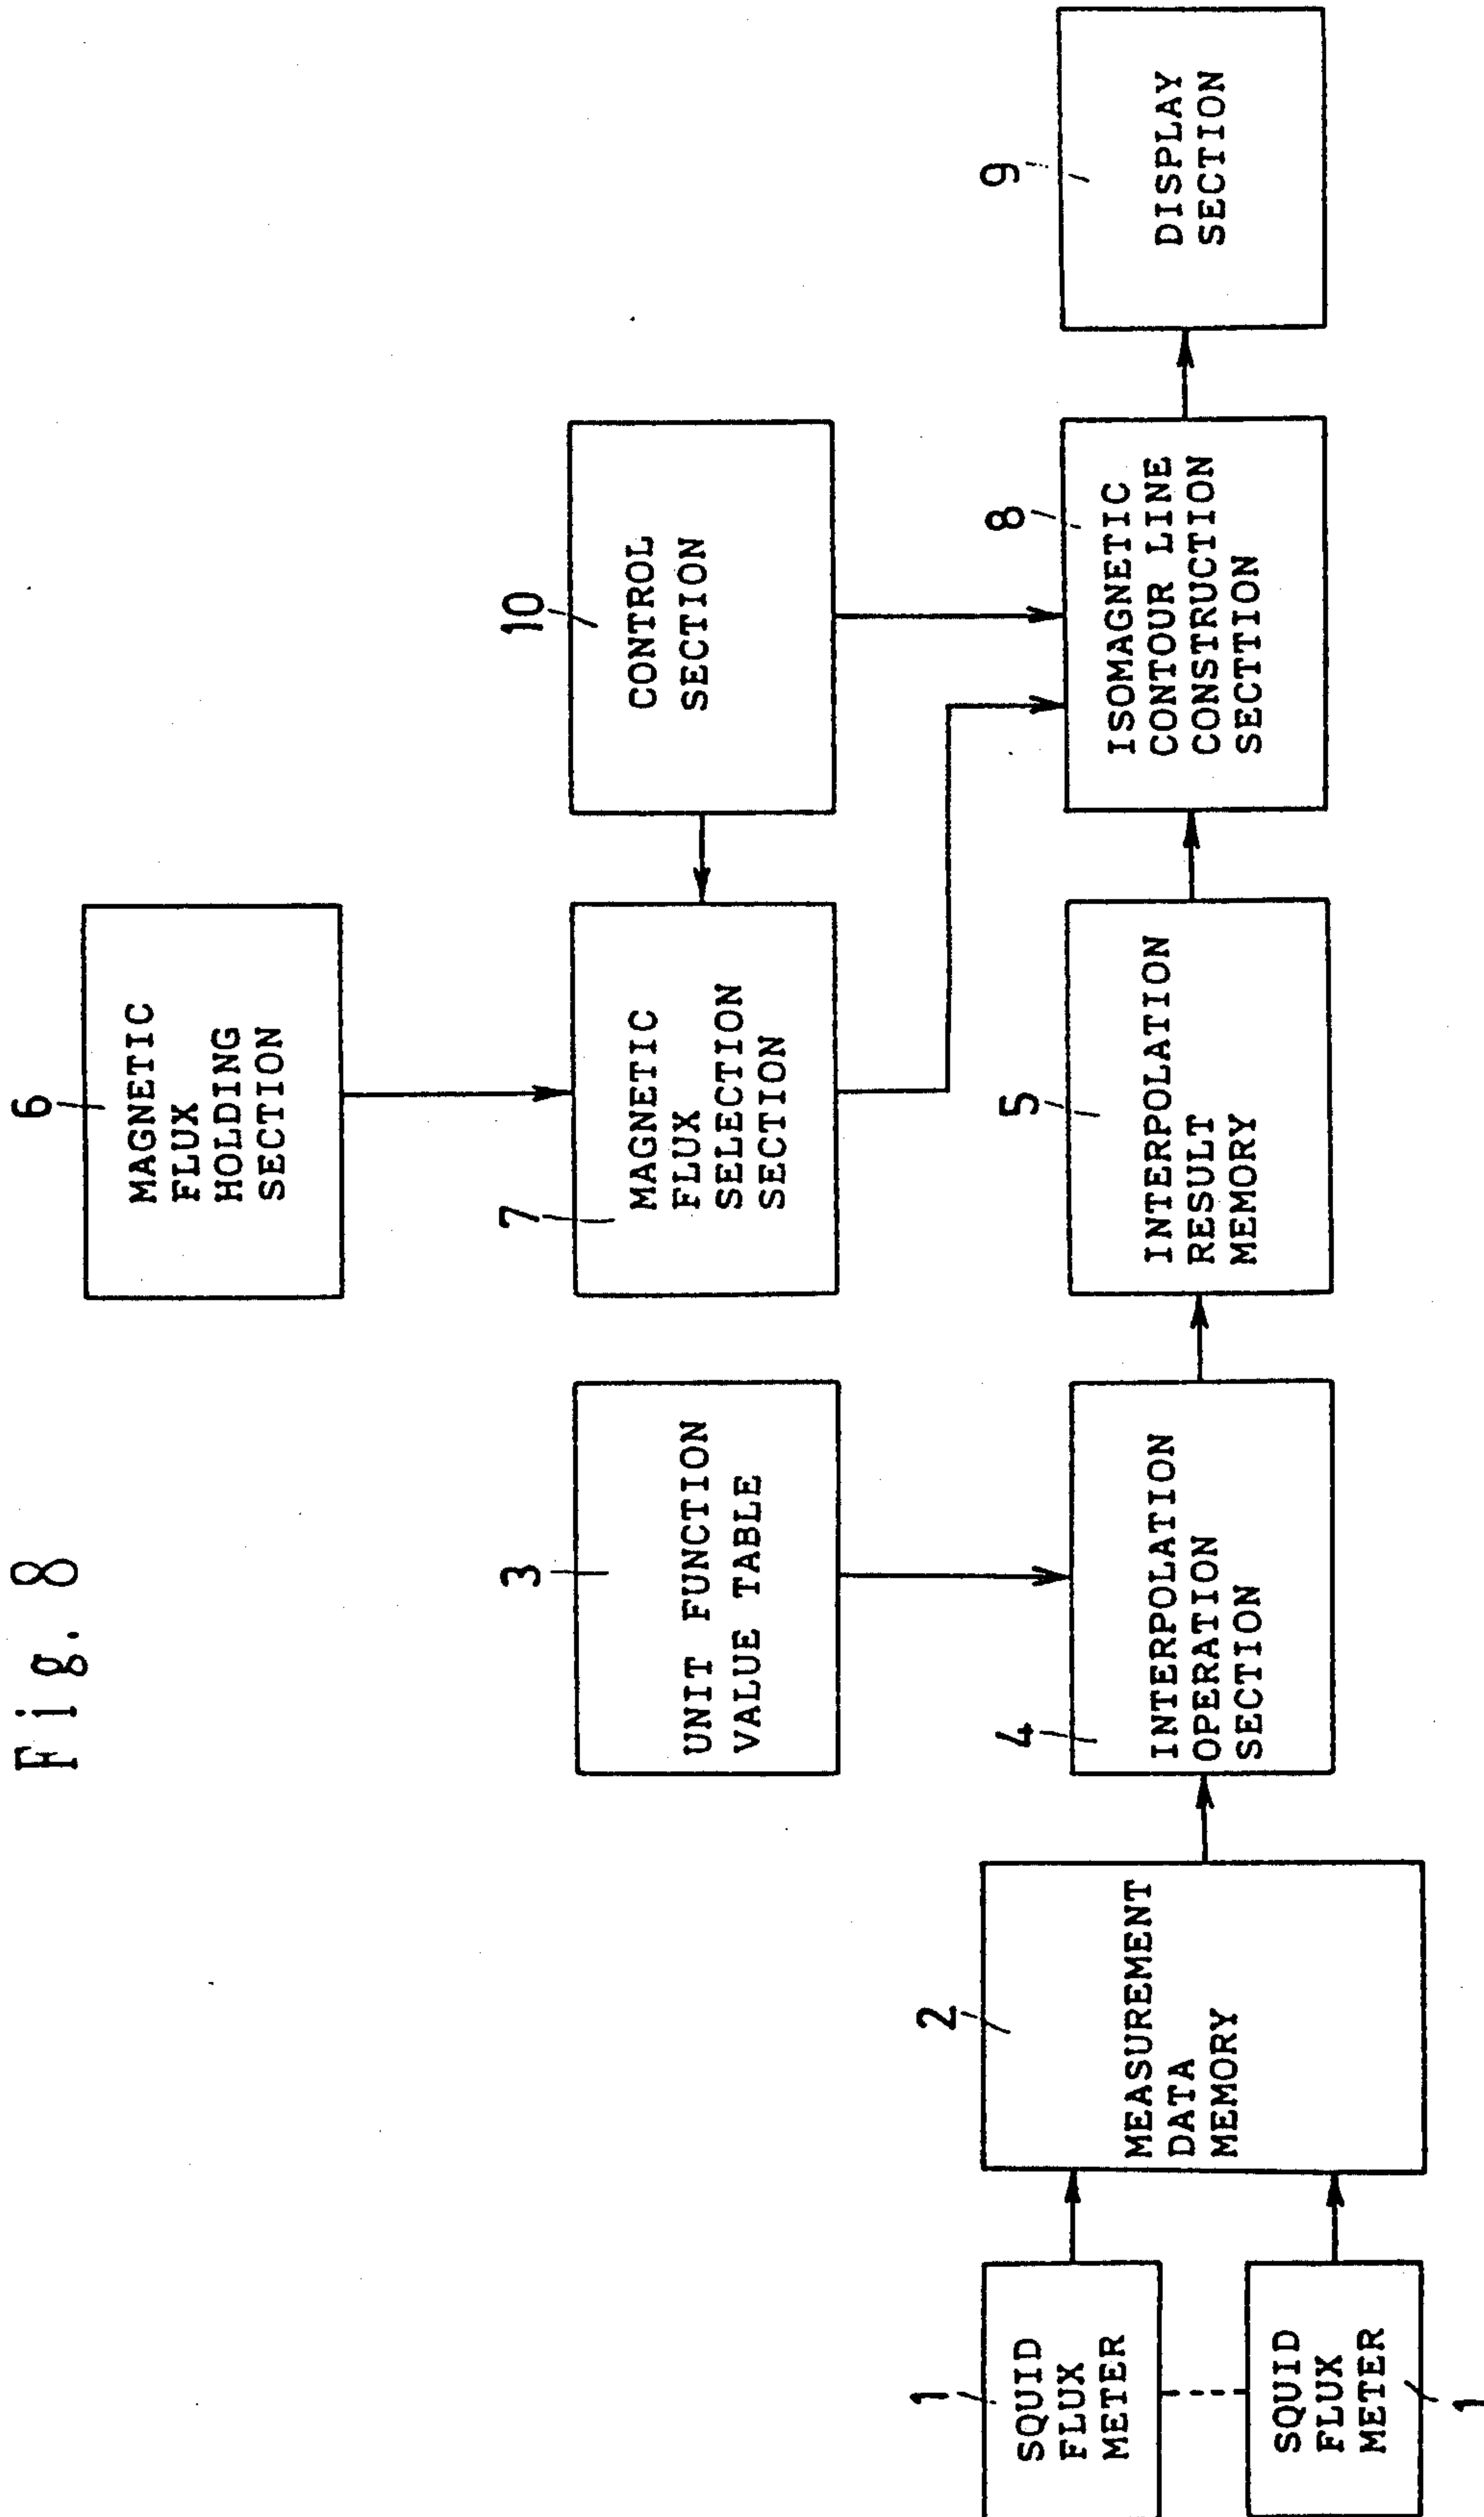 Fig. 8
6
MAGNETIC
FLUX
HOLDING
SECTION
3
UNIT FUNCTION
VALUE TABLE
7
MAGNETIC
FLUX
SELECTION
SECTION
10
CONTROL
SECTION
1
SQUID
FLUX
METER
SQUID
FLUX
METER
1
2
MEASUREMENT
DATA
MEMORY
4
INTERPOLATION
OPERATION
SECTION
5
INTERPOLATION
RESULT
MEMORY
8
ISOMAGNETIC
CONTOUR LINE
CONSTRUCTION
SECTION
9
DISPLAY
SECTION